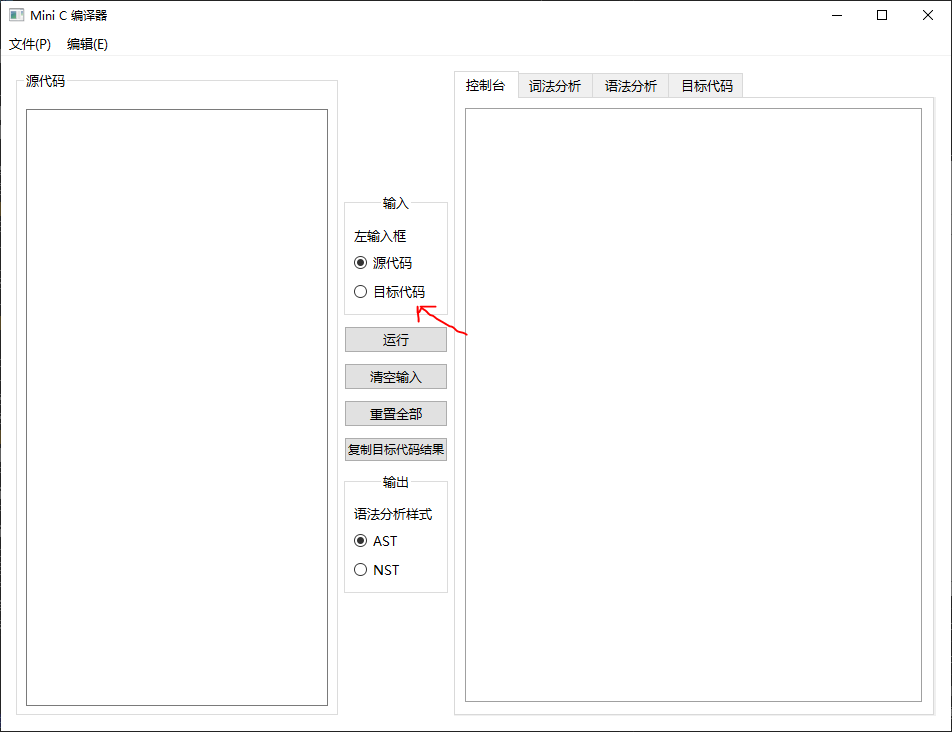 Mini C 编译器
文件(P) 编辑(E)
源代码
输入
左输入框
源代码
目标代码
运行
清空输入
重置全部
复制目标代码结果
输出
语法分析样式
AST
NST
控制台 词法分析 语法分析 目标代码